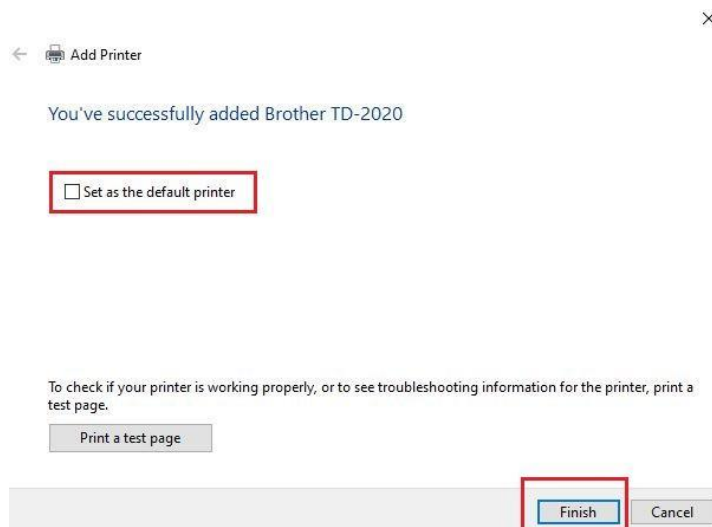 Add Printer
You've successfully added Brother TD-2020
Set as the default printer
To check if your printer is working properly, or to see troubleshooting information for the printer, print a
test page.
Print a test page
Finish
Cancel